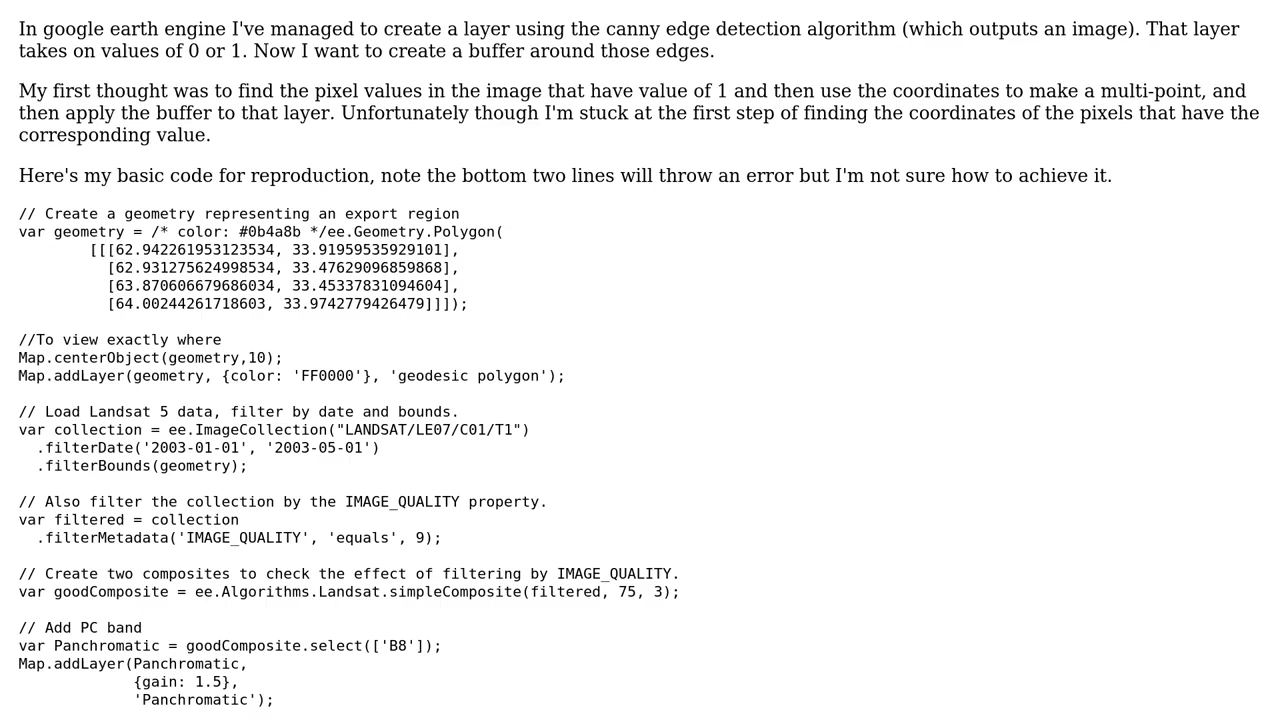 In google earth engine I've managed to create a layer using the canny edge detection algorithm (which outputs an image). That layer
takes on values of 0 or 1. Now I want to create a buffer around those edges.
My first thought was to find the pixel values in the image that have value of 1 and then use the coordinates to make a multi-point, and
then apply the buffer to that layer. Unfortunately though I'm stuck at the first step of finding the coordinates of the pixels that have the
corresponding value.
Here's my basic code for reproduction, note the bottom two lines will throw an error but I'm not sure how to achieve it.
// Create a geometry representing an export region
var geometry = /* color: #0b4a8b */ee.Geometry.Polygon(
        [[[62.942261953123534, 33.91959535929101],
          [62.931275624998534, 33.47629096859868],
          [63.870606679686034, 33.45337831094604],
          [64.00244261718603, 33.9742779426479]]]);
//To view exactly where
Map.centerObject(geometry,10);
Map.addLayer(geometry, {color: 'FF0000'}, 'geodesic polygon');
// Load Landsat 5 data, filter by date and bounds.
var collection = ee.ImageCollection("LANDSAT/LE07/C01/T1")
  .filterDate('2003-01-01', '2003-05-01')
  .filterBounds(geometry);
// Also filter the collection by the IMAGE_QUALITY property.
var filtered = collection
  .filterMetadata('IMAGE_QUALITY', 'equals', 9);
// Create two composites to check the effect of filtering by IMAGE_QUALITY.
var goodComposite = ee.Algorithms.Landsat.simpleComposite(filtered, 75, 3);
// Add PC band
var Panchromatic = goodComposite.select(['B8']);
Map.addLayer(Panchromatic,
             {gain: 1.5},
             'Panchromatic');